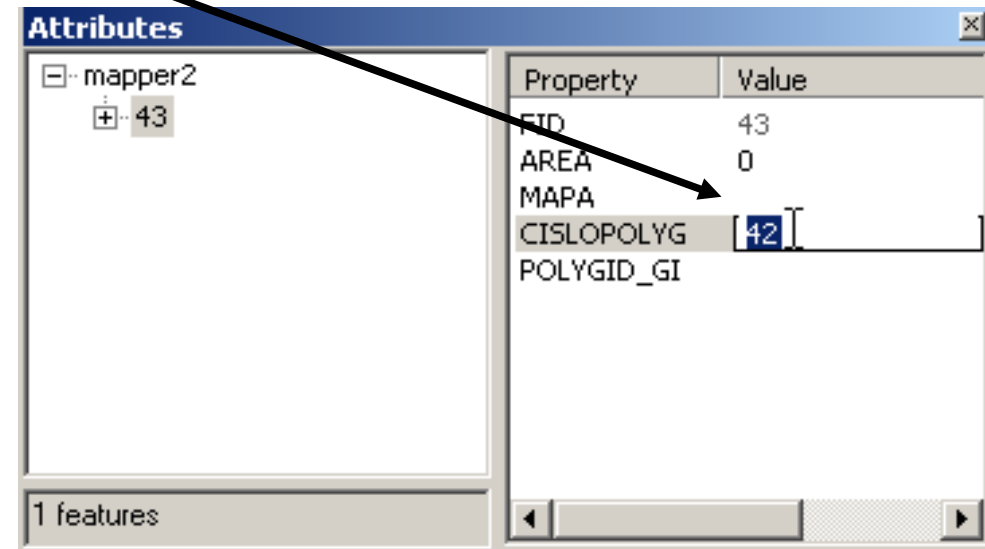 Attributes
mapper2
43
1 features
Property Value
FID 43
AREA 0
MAPA
CISLOPOLYG 42
POLYGID_GI